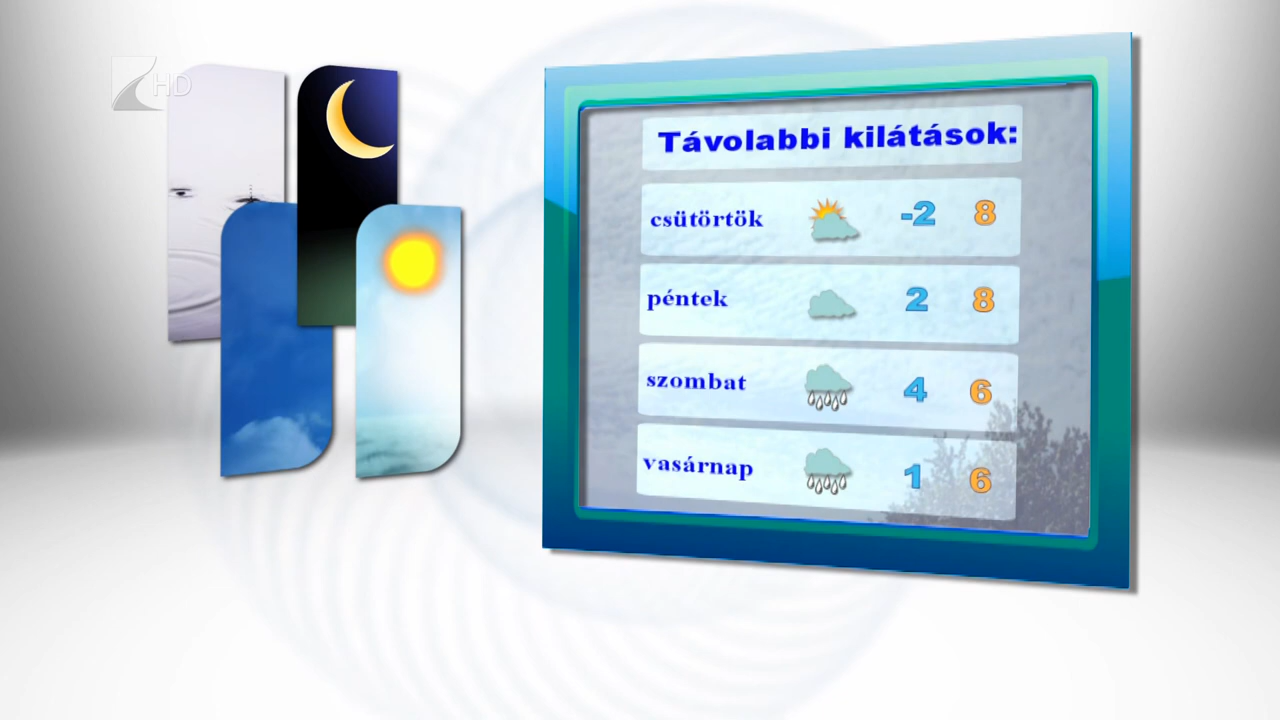 HD
Távolabbi kilátások:
csütörtök -2 8
péntek 2 8
szombat 4 6
vasárnap 1 6